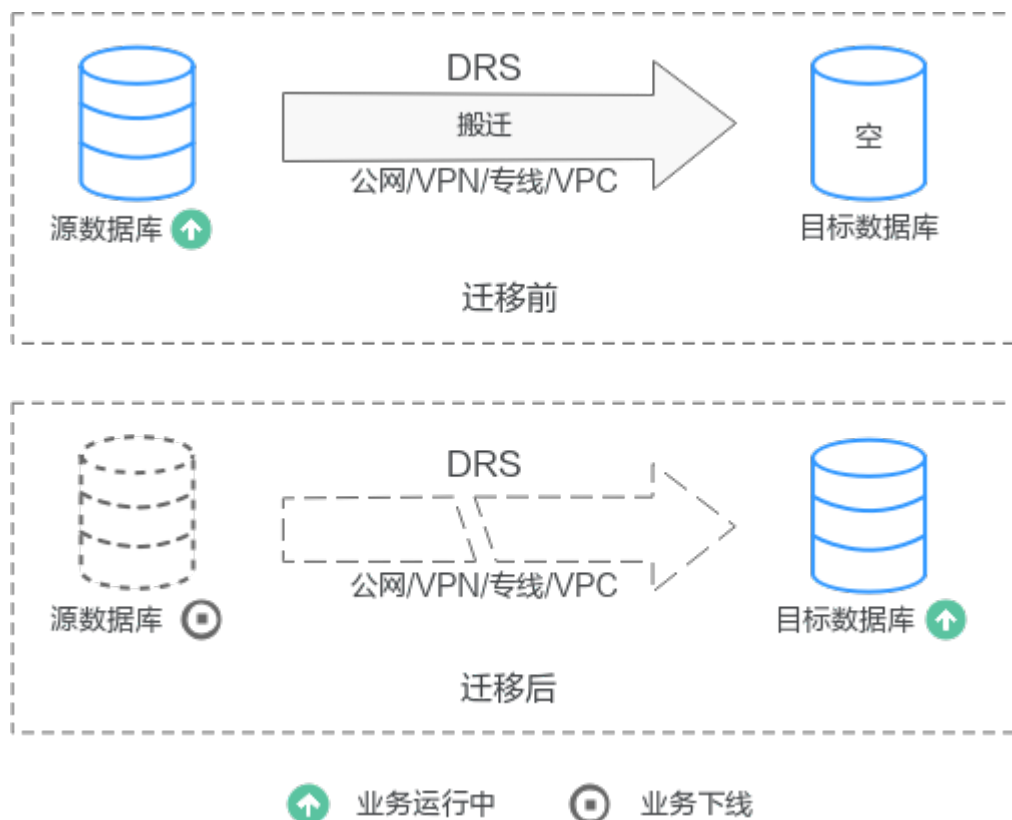 DRS
搬迁
空
公网/VPN/专线/VPC
源数据库
目标数据库
迁移前
DRS
公网/VPN/专线/VPC
源数据库
目标数据库
迁移后
业务运行中
业务下线